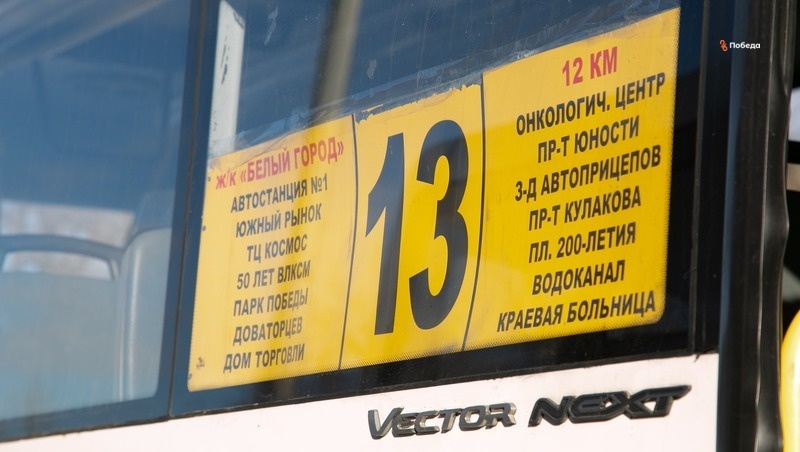 Победа
ж/к «БЕЛЫЙ ГОРОД»
АВТОСТАНЦИЯ №1
ЮЖНЫЙ РЫНОК
ТЦ КОСМОС
50 ЛЕТ ВЛКСМ
ПАРК ПОБЕДЫ
ДОВАТОРЦЕВ
ДОМ ТОРГОВЛИ
13
12 КМ
ОНКОЛОГИЧ. ЦЕНТР
ПР-Т ЮНОСТИ
З-Д АВТОПРИЦЕПОВ
ПР-Т КУЛАКОВА
ПЛ. 200-ЛЕТИЯ
ВОДОКАНАЛ
КРАЕВАЯ БОЛЬНИЦА
VECTOR NEXT